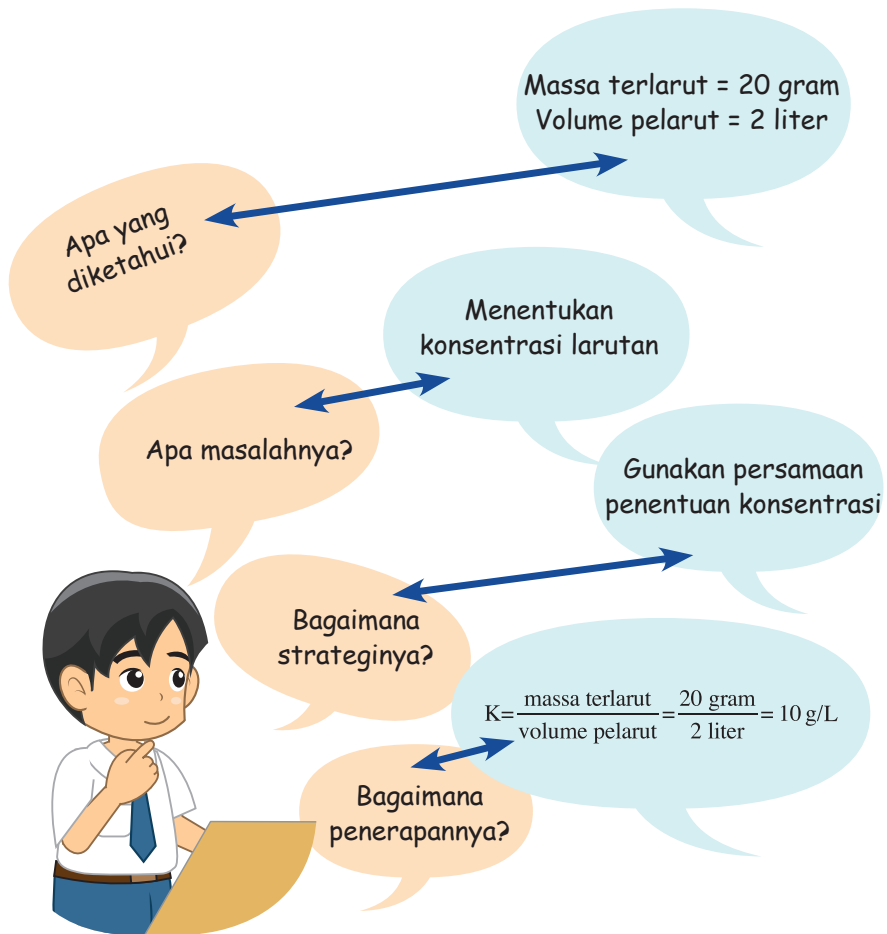 Massa terlarut = 20 gram
Volume pelarut = 2 liter
Apa yang
diketahui?
Menentukan
konsentrasi larutan
Apa masalahnya?
Gunakan persamaan
penentuan konsentrasi
Bagaimana
strateginya?
K= massa terlarut / volume pelarut = 20 gram / 2 liter = 10 g/L
Bagaimana
penerapannya?